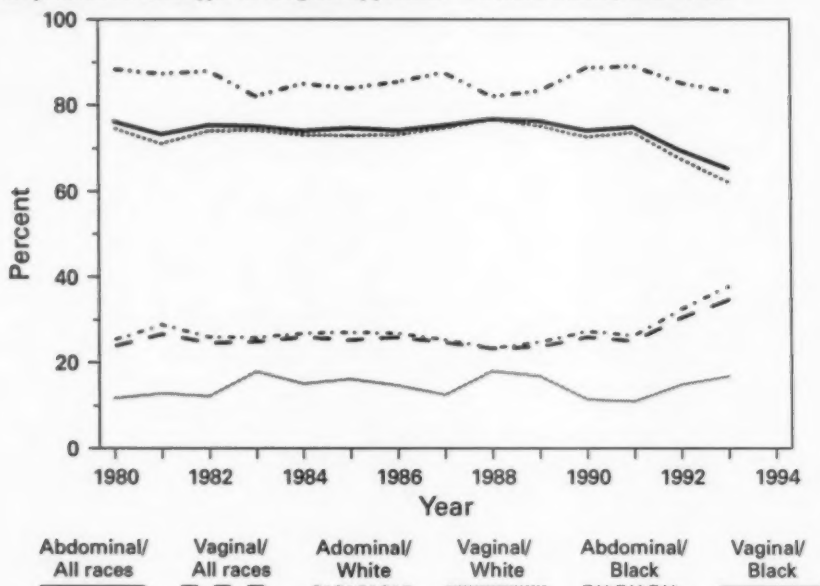 100
80
60
40
20
0
Percent
1980 1982 1984 1986 1988 1990 1992 1994
Year
Abdominal/ Vaginal/ Adominal/ Vaginal/ Abdominal/ Vaginal/
All races All races White White Black Black